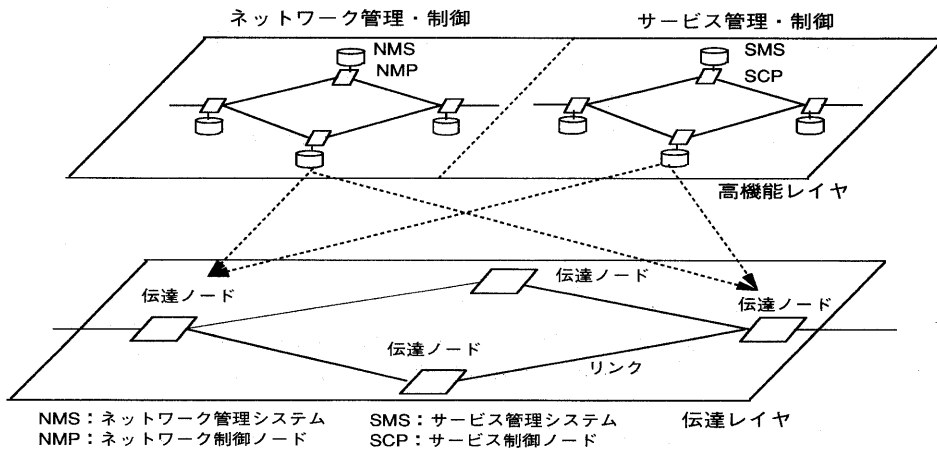 ネットワーク管理・制御
サービス管理・制御
NMS
NMP
SMS
SCP
高機能レイヤ
伝達ノード
伝達ノード
伝達ノード
伝達ノード
リンク
伝達レイヤ
NMS：ネットワーク管理システム
SMS：サービス管理システム
NMP：ネットワーク制御ノード
SCP：サービス制御ノード